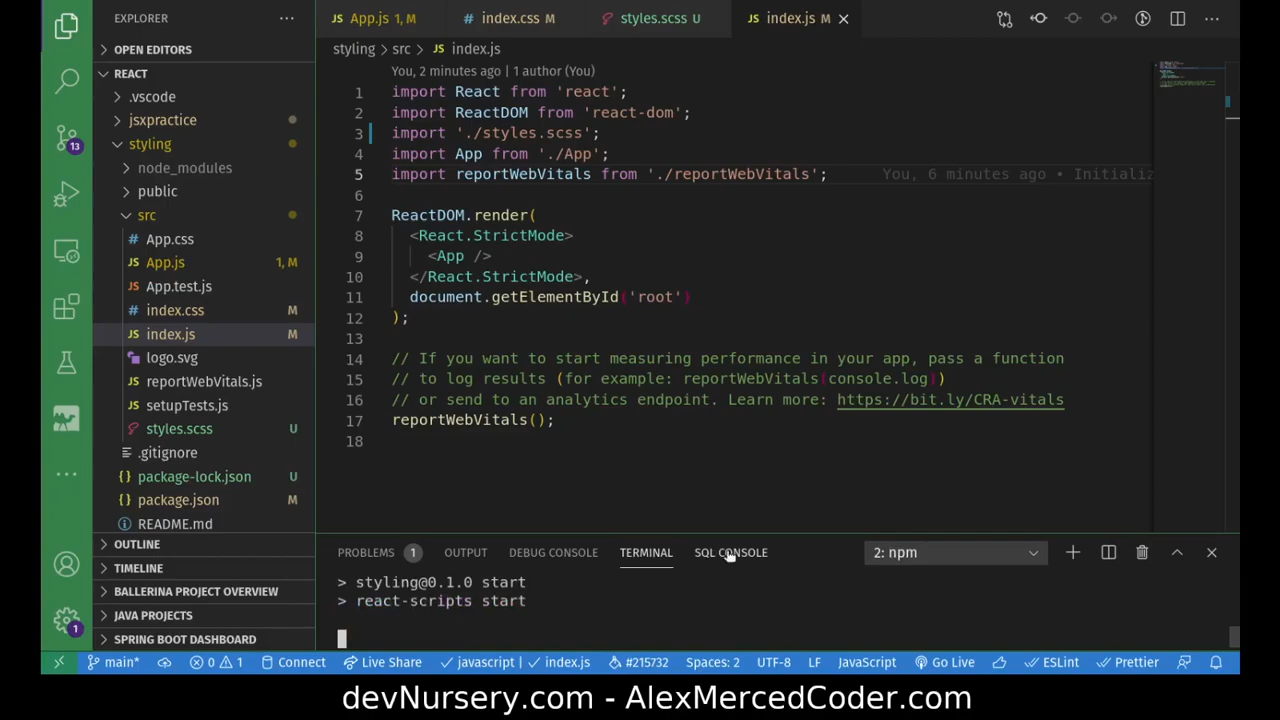 EXPLORER
OPEN EDITORS
REACT
.vscode
jsxpractice
styling
node_modules
public
src
App.css
App.js 1, M
App.test.js
index.css M
index.js M
logo.svg
reportWebVitals.js
setupTests.js
styles.scss U
.gitignore
package-lock.json U
package.json M
README.md
OUTLINE
TIMELINE
BALLERINA PROJECT OVERVIEW
JAVA PROJECTS
SPRING BOOT DASHBOARD
13
1
JS App.js 1, M # index.css M styles.scss U JS index.js M
styling > src > JS index.js
You, 2 minutes ago | 1 author (You)
1 import React from 'react';
2 import ReactDOM from 'react-dom';
3 import './styles.scss';
4 import App from './App';
5 import reportWebVitals from './reportWebVitals'; You, 6 minutes ago • Initializ
6
7 ReactDOM.render(
8 <React.StrictMode>
9 <App />
10 </React.StrictMode>,
11 document.getElementById('root')
12 );
13
14 // If you want to start measuring performance in your app, pass a function
15 // to log results (for example: reportWebVitals(console.log))
16 // or send to an analytics endpoint. Learn more: https://bit.ly/CRA-vitals
17 reportWebVitals();
18
PROBLEMS 1 OUTPUT DEBUG CONSOLE TERMINAL SQL CONSOLE 2: npm
> styling@0.1.0 start
> react-scripts start
main* 0 1 Connect Live Share javascript | index.js #215732 Spaces: 2 UTF-8 LF JavaScript Go Live ESLint Prettier
devNursery.com - AlexMercedCoder.com